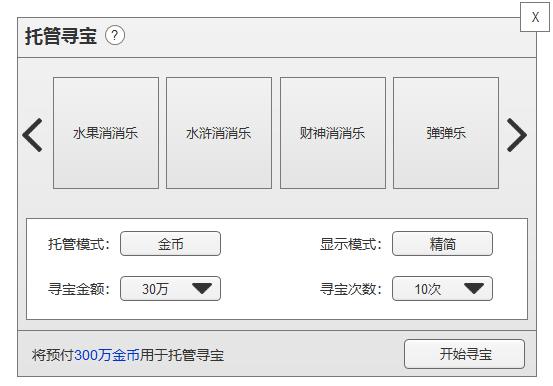 X
托管寻宝 ?
水果消消乐 水浒消消乐 财神消消乐 弹弹乐
托管模式： 金币 显示模式： 精简
寻宝金额： 30万 寻宝次数： 10次
将预付300万金币用于托管寻宝 开始寻宝